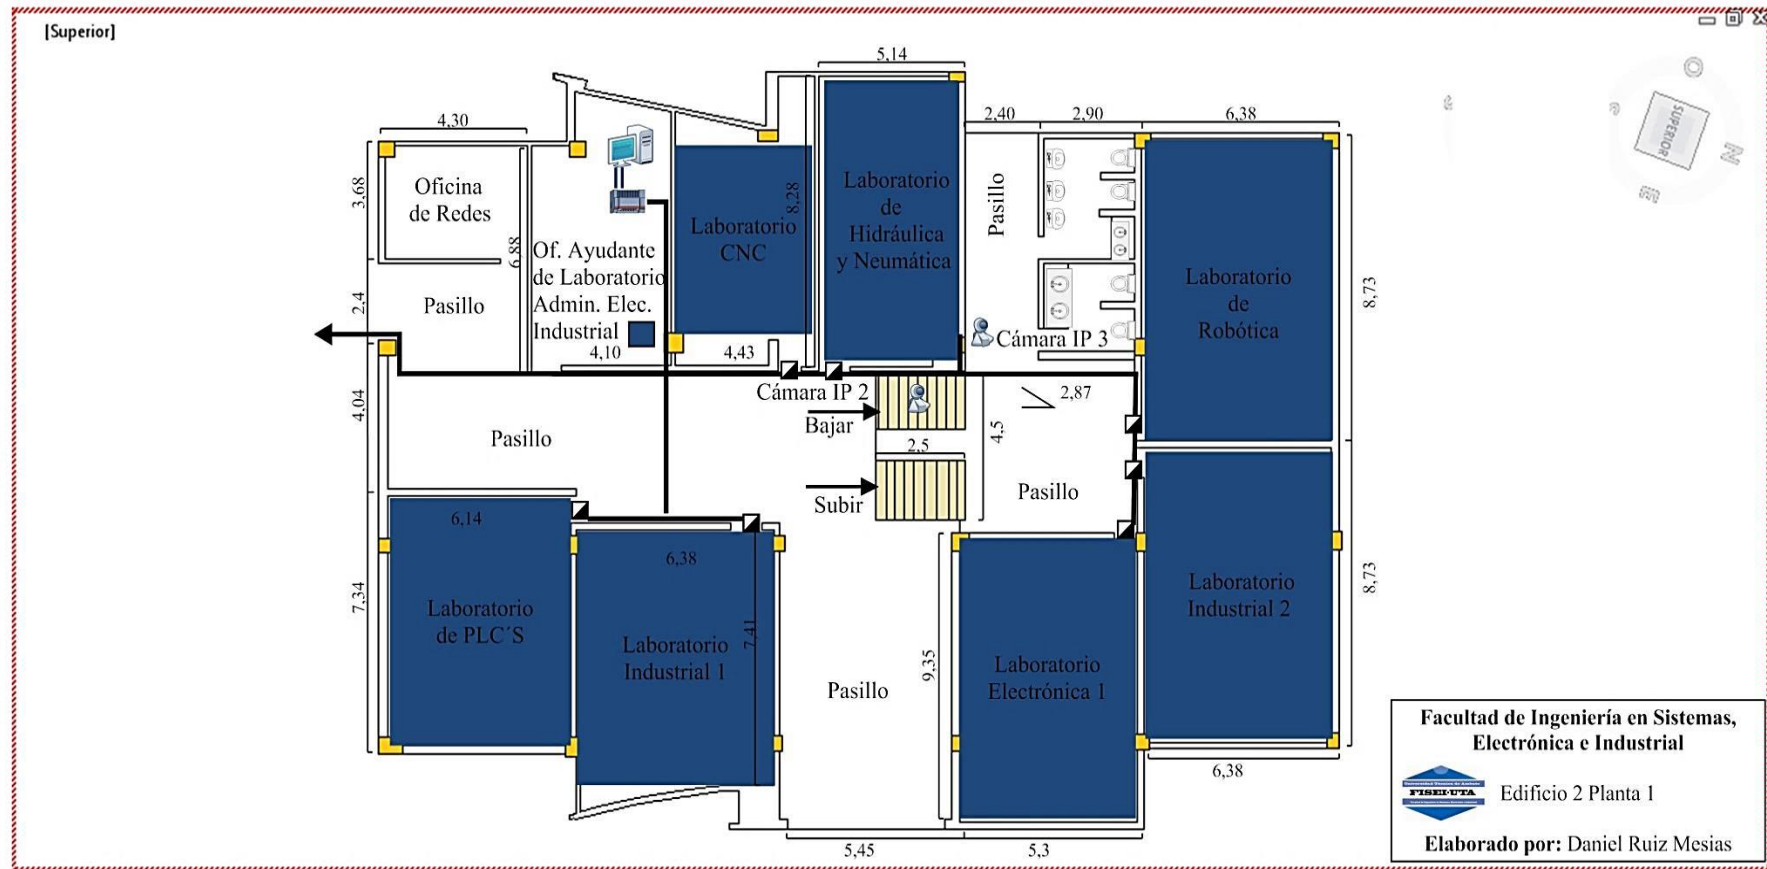 [Superior]
5,14
4,30
2,40
2,90
6,38
SUPERIOR
O
N
E
3,68
Oficina
de Redes
6,88
Of. Ayudante
de Laboratorio
Admin. Elec.
Industrial
Laboratorio
CNC
8,28
Laboratorio
de
Hidráulica
y Neumática
Pasillo
Laboratorio
de
Robótica
8,73
2,4
Pasillo
4,10
4,43
Cámara IP 3
Cámara IP 2
Bajar
2,87
4,04
Pasillo
2,5
4,5
Subir
Pasillo
6,14
6,38
7,34
Laboratorio
de PLC´S
Laboratorio
Industrial 1
7,41
Pasillo
9,35
Laboratorio
Electrónica 1
Laboratorio
Industrial 2
8,73
6,38
5,45
5,3
Facultad de Ingeniería en Sistemas,
Electrónica e Industrial
FISEI-UTA
Edificio 2 Planta 1
Elaborado por: Daniel Ruiz Mesias